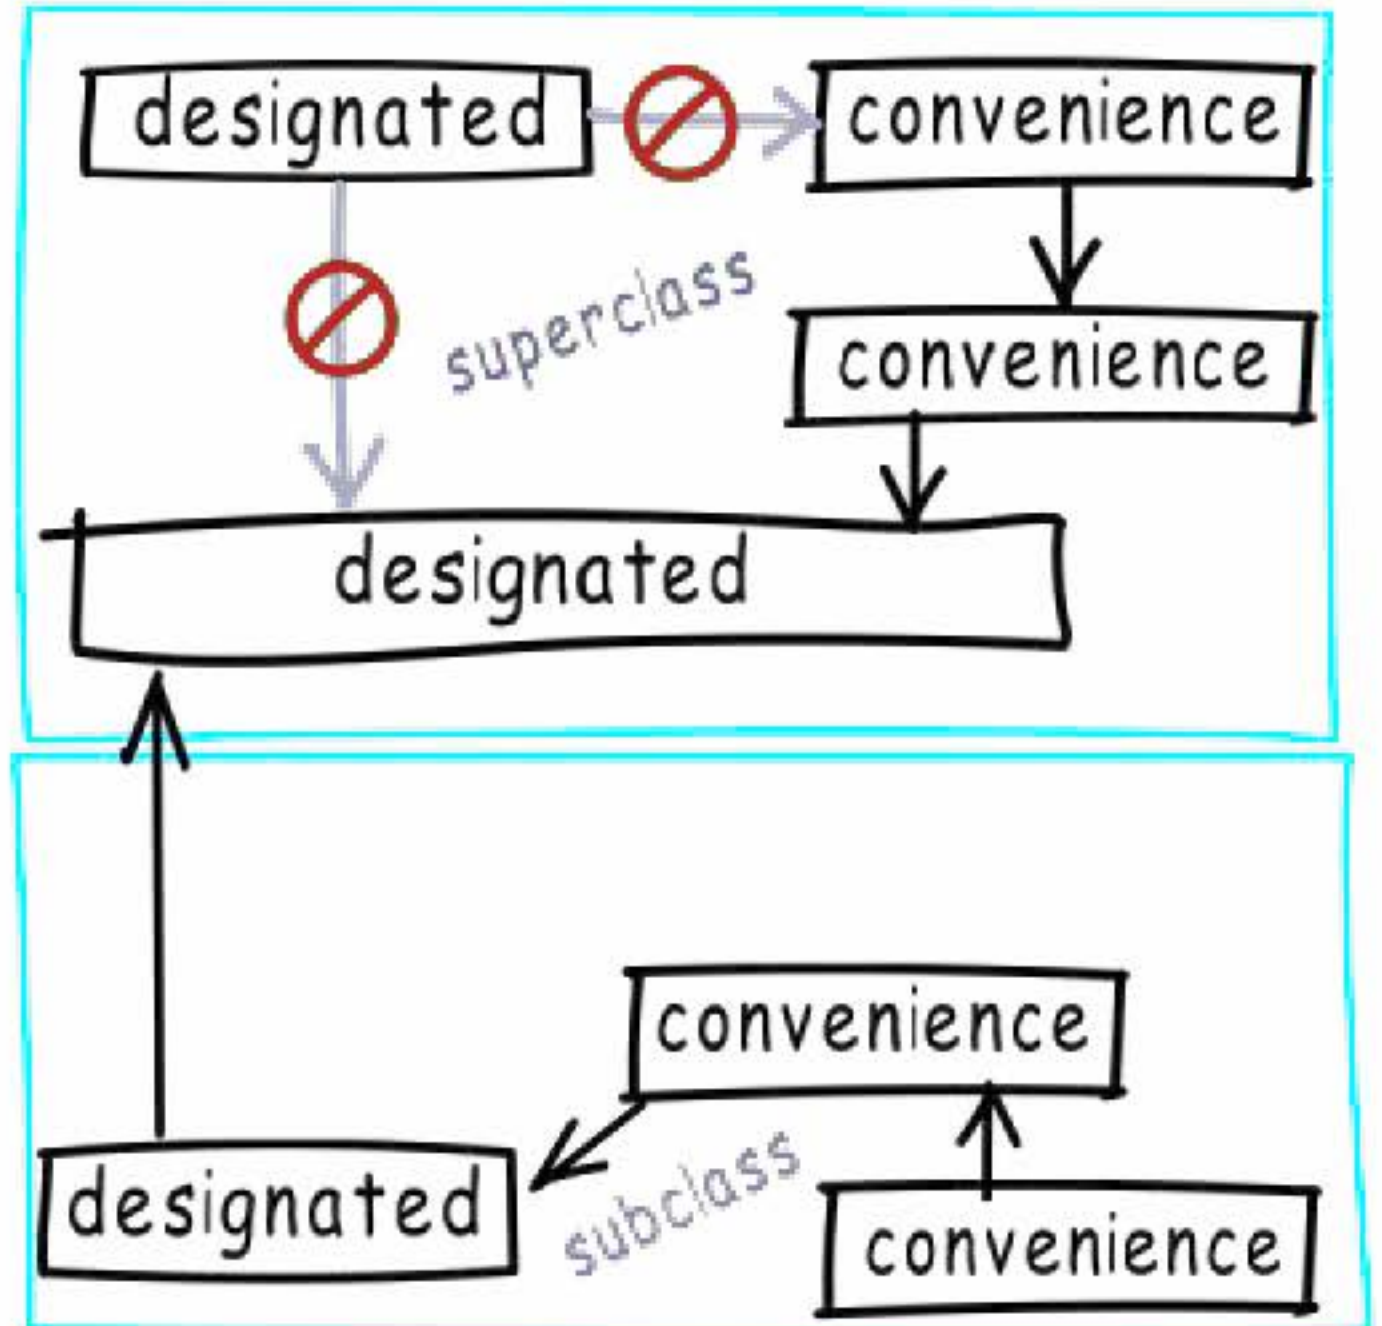 designated
convenience
superclass
convenience
designated
convenience
designated
subclass
convenience